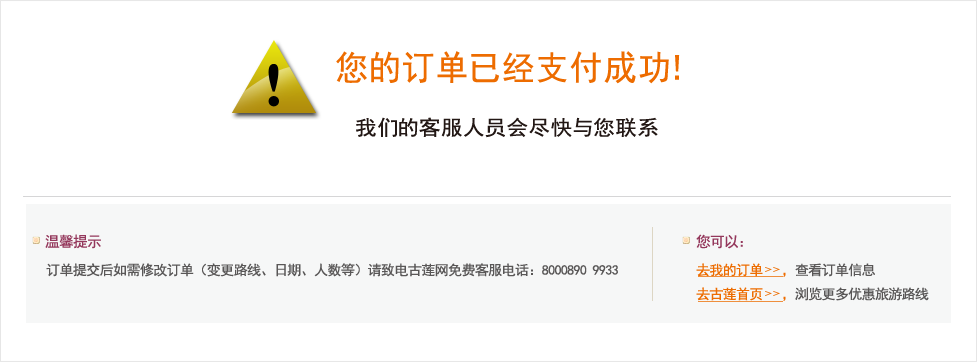 您的订单已经支付成功!
我们的客服人员会尽快与您联系
温馨提示
订单提交后如需修改订单（变更路线、日期、人数等）请致电古莲网免费客服电话：8000890 9933
您可以：
去我的订单>>，查看订单信息
去古莲首页>>，浏览更多优惠旅游路线